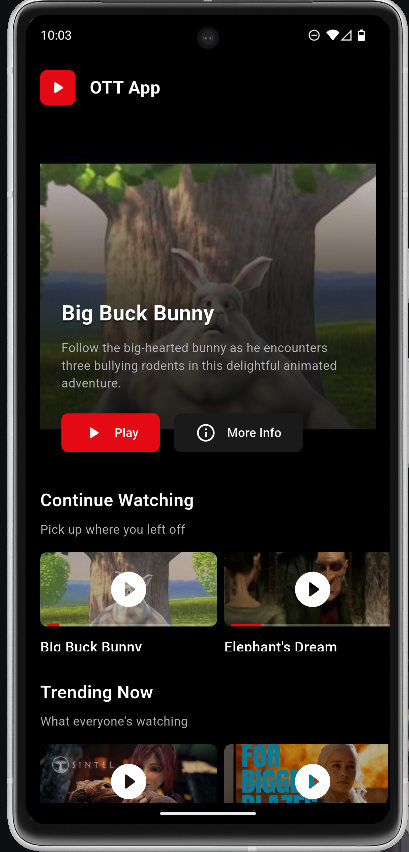 10:03
OTT App
Big Buck Bunny
Follow the big-hearted bunny as he encounters
three bullying rodents in this delightful animated
adventure.
Play
More Info
Continue Watching
Pick up where you left off
Big Buck Bunny
Elephant's Dream
Trending Now
What everyone's watching
SINTEL
FOR
BIGGER
BLAZES